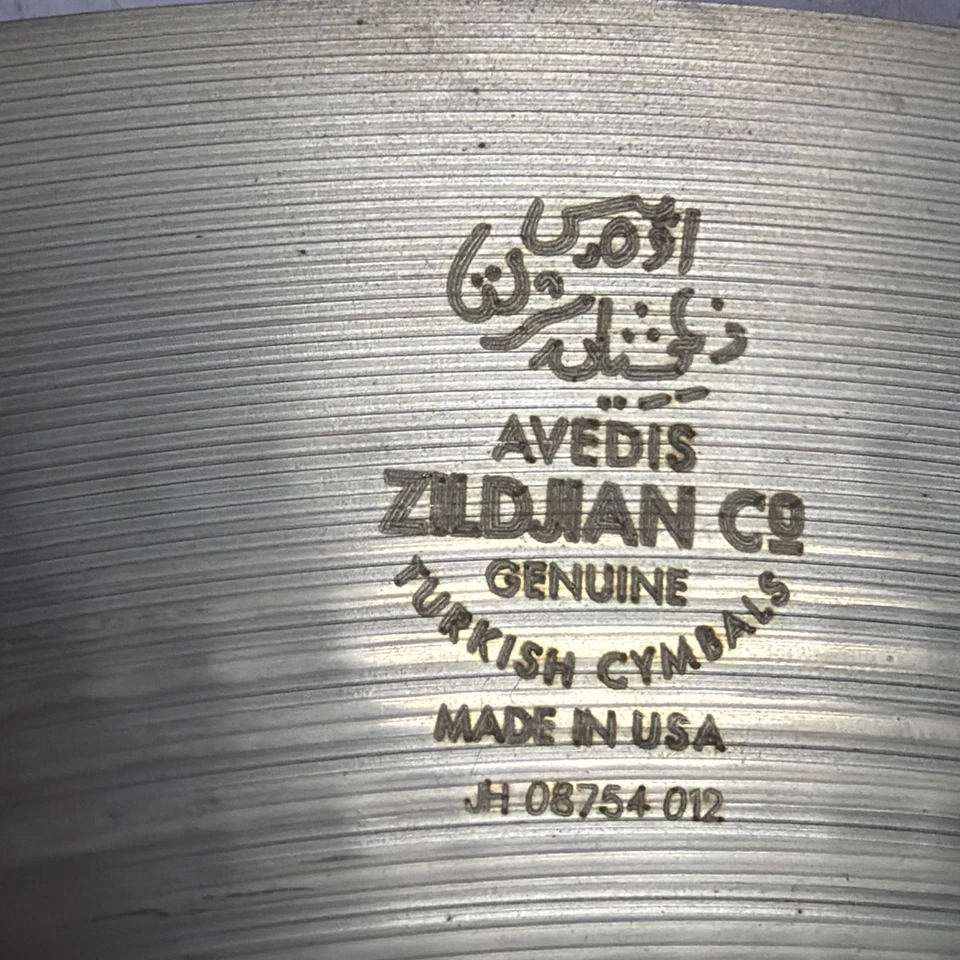 AVEDIS
ZILDJIAN Cº
GENUINE
TURKISH CYMBALS
MADE IN USA
JH 08754 012